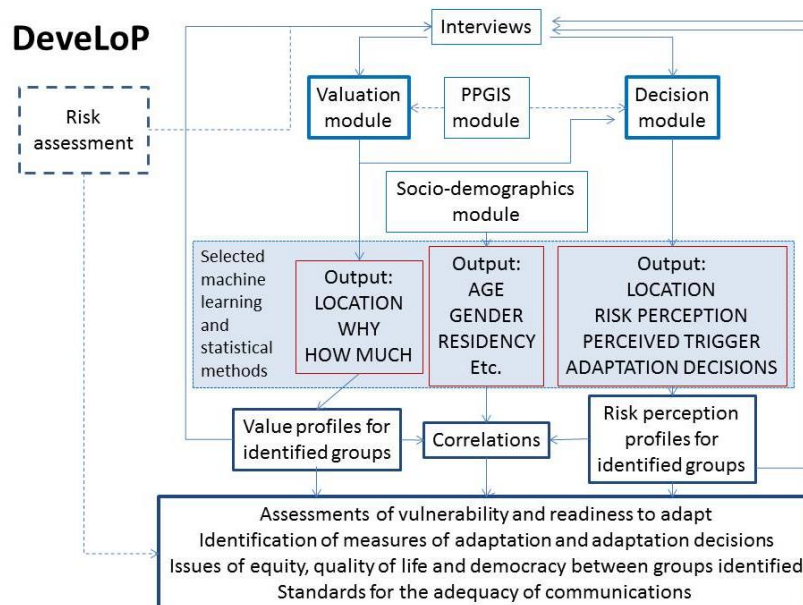 DeveLoP
Interviews
Risk
assessment
Valuation
module
PPGIS
module
Decision
module
Socio-demographics
module
Selected
machine
learning
and
statistical
methods
Output:
LOCATION
WHY
HOW MUCH
Output:
AGE
GENDER
RESIDENCY
Etc.
Output:
LOCATION
RISK PERCEPTION
PERCEIVED TRIGGER
ADAPTATION DECISIONS
Value profiles for
identified groups
Correlations
Risk perception
profiles for
identified groups
Assessments of vulnerability and readiness to adapt
Identification of measures of adaptation and adaptation decisions
Issues of equity, quality of life and democracy between groups identified
Standards for the adequacy of communications